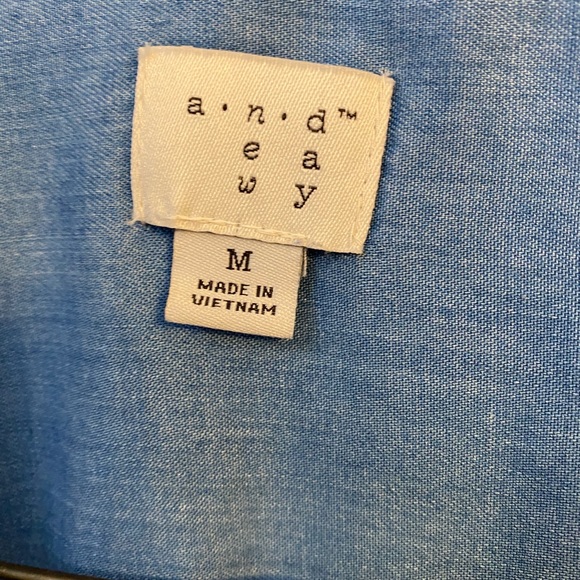 a · n · d™
e a
w y
M
MADE IN
VIETNAM